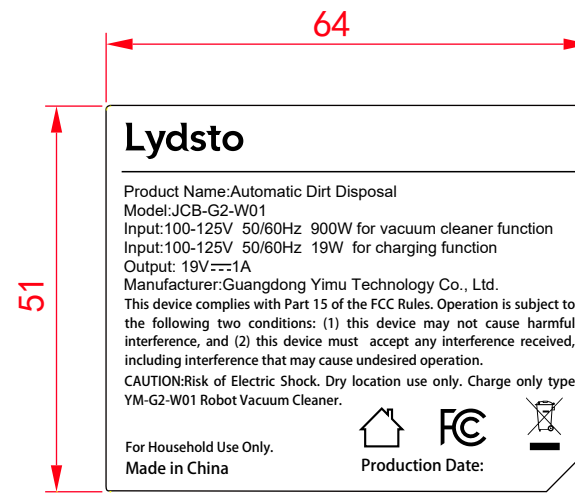 64
51
Lydsto
Product Name:Automatic Dirt Disposal
Model:JCB-G2-W01
Input:100-125V 50/60Hz 900W for vacuum cleaner function
Input:100-125V 50/60Hz 19W for charging function
Output: 19V⎓1A
Manufacturer:Guangdong Yimu Technology Co., Ltd.
This device complies with Part 15 of the FCC Rules. Operation is subject to
the following two conditions: (1) this device may not cause harmful
interference, and (2) this device must accept any interference received,
including interference that may cause undesired operation.
CAUTION:Risk of Electric Shock. Dry location use only. Charge only type
YM-G2-W01 Robot Vacuum Cleaner.
FC
For Household Use Only.
Made in China
Production Date: